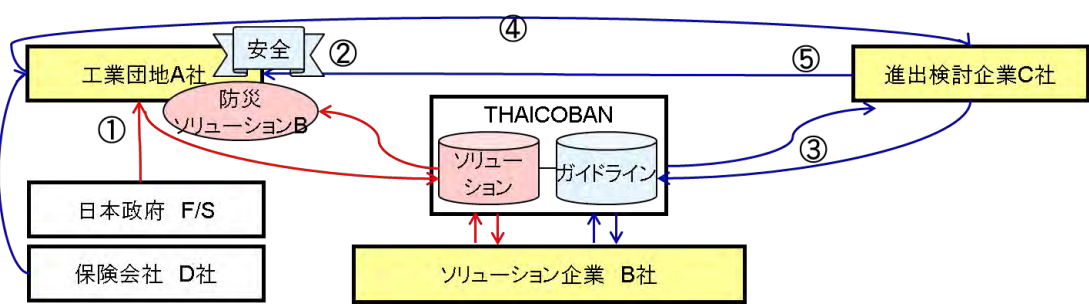 ④
安全
②
工業団地A社
⑤
進出検討企業C社
防災
ソリューションB
①
THAICOBAN
③
ソリュー
ション
ガイドライン
日本政府 F/S
保険会社 D社
ソリューション企業 B社